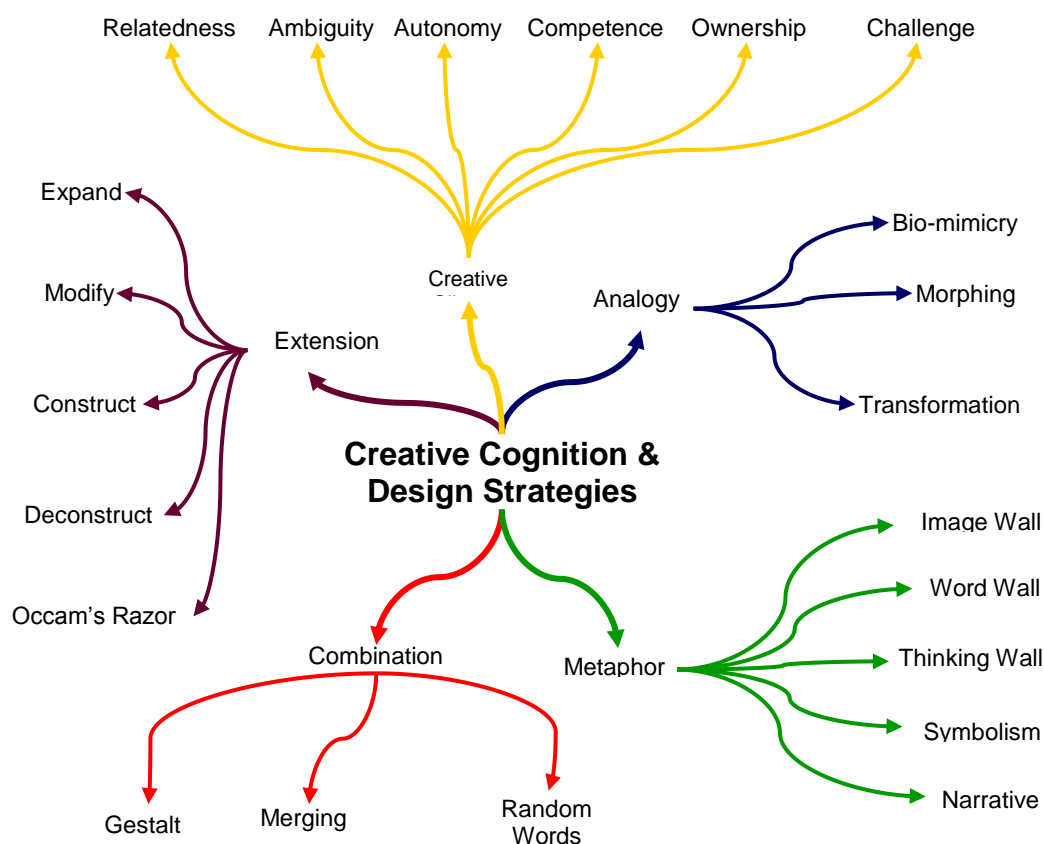 Relatedness Ambiguity Autonomy Competence Ownership Challenge
Expand
Bio-mimicry
Creative
Modify
Analogy
Morphing
Extension
Construct
Transformation
Creative Cognition &
Design Strategies
Deconstruct
Image Wall
Word Wall
Occam's Razor
Combination
Metaphor
Thinking Wall
Symbolism
Gestalt
Merging
Random
Words
Narrative